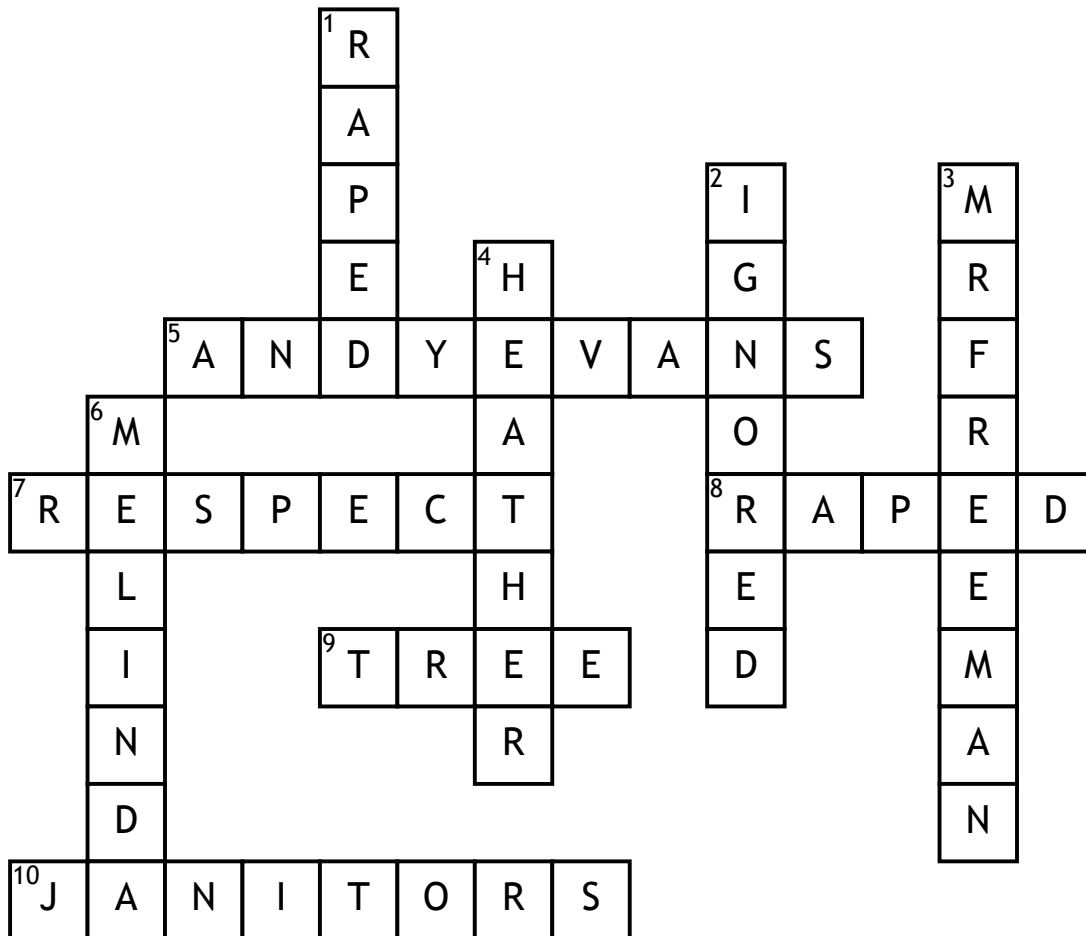 1 R
A
P 2 I 3 M
E 4 H G R
5 A N D Y E V A N S F
6 M A O R
7 R E S P E C T 8 R A P E D
L H E E
I 9 T R E E D M
N R A
D N
10 J A N I T O R S